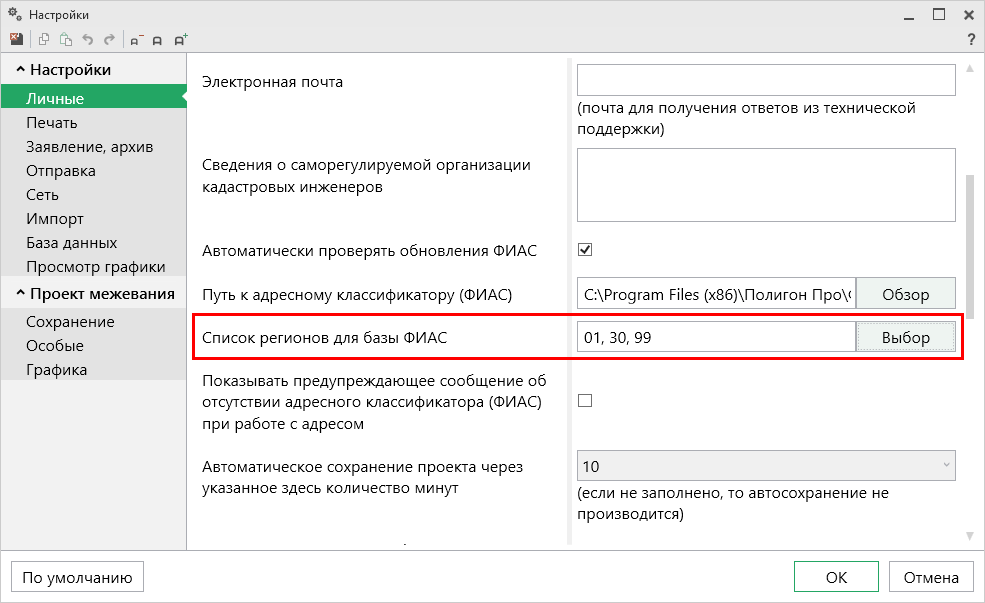 Настройки
?
Настройки
Личные
Печать
Заявление, архив
Отправка
Сеть
Импорт
База данных
Просмотр графики
Проект межевания
Сохранение
Особые
Графика
Электронная почта
(почта для получения ответов из технической
поддержки)
Сведения о саморегулируемой организации
кадастровых инженеров
Автоматически проверять обновления ФИАС
Путь к адресному классификатору (ФИАС)
C:\Program Files (x86)\Полигон Про\
Обзор
Список регионов для базы ФИАС
01, 30, 99
Выбор
Показывать предупреждающее сообщение об
отсутствии адресного классификатора (ФИАС)
при работе с адресом
Автоматическое сохранение проекта через
указанное здесь количество минут
10
(если не заполнено, то автосохранение не
производится)
По умолчанию
ОК
Отмена